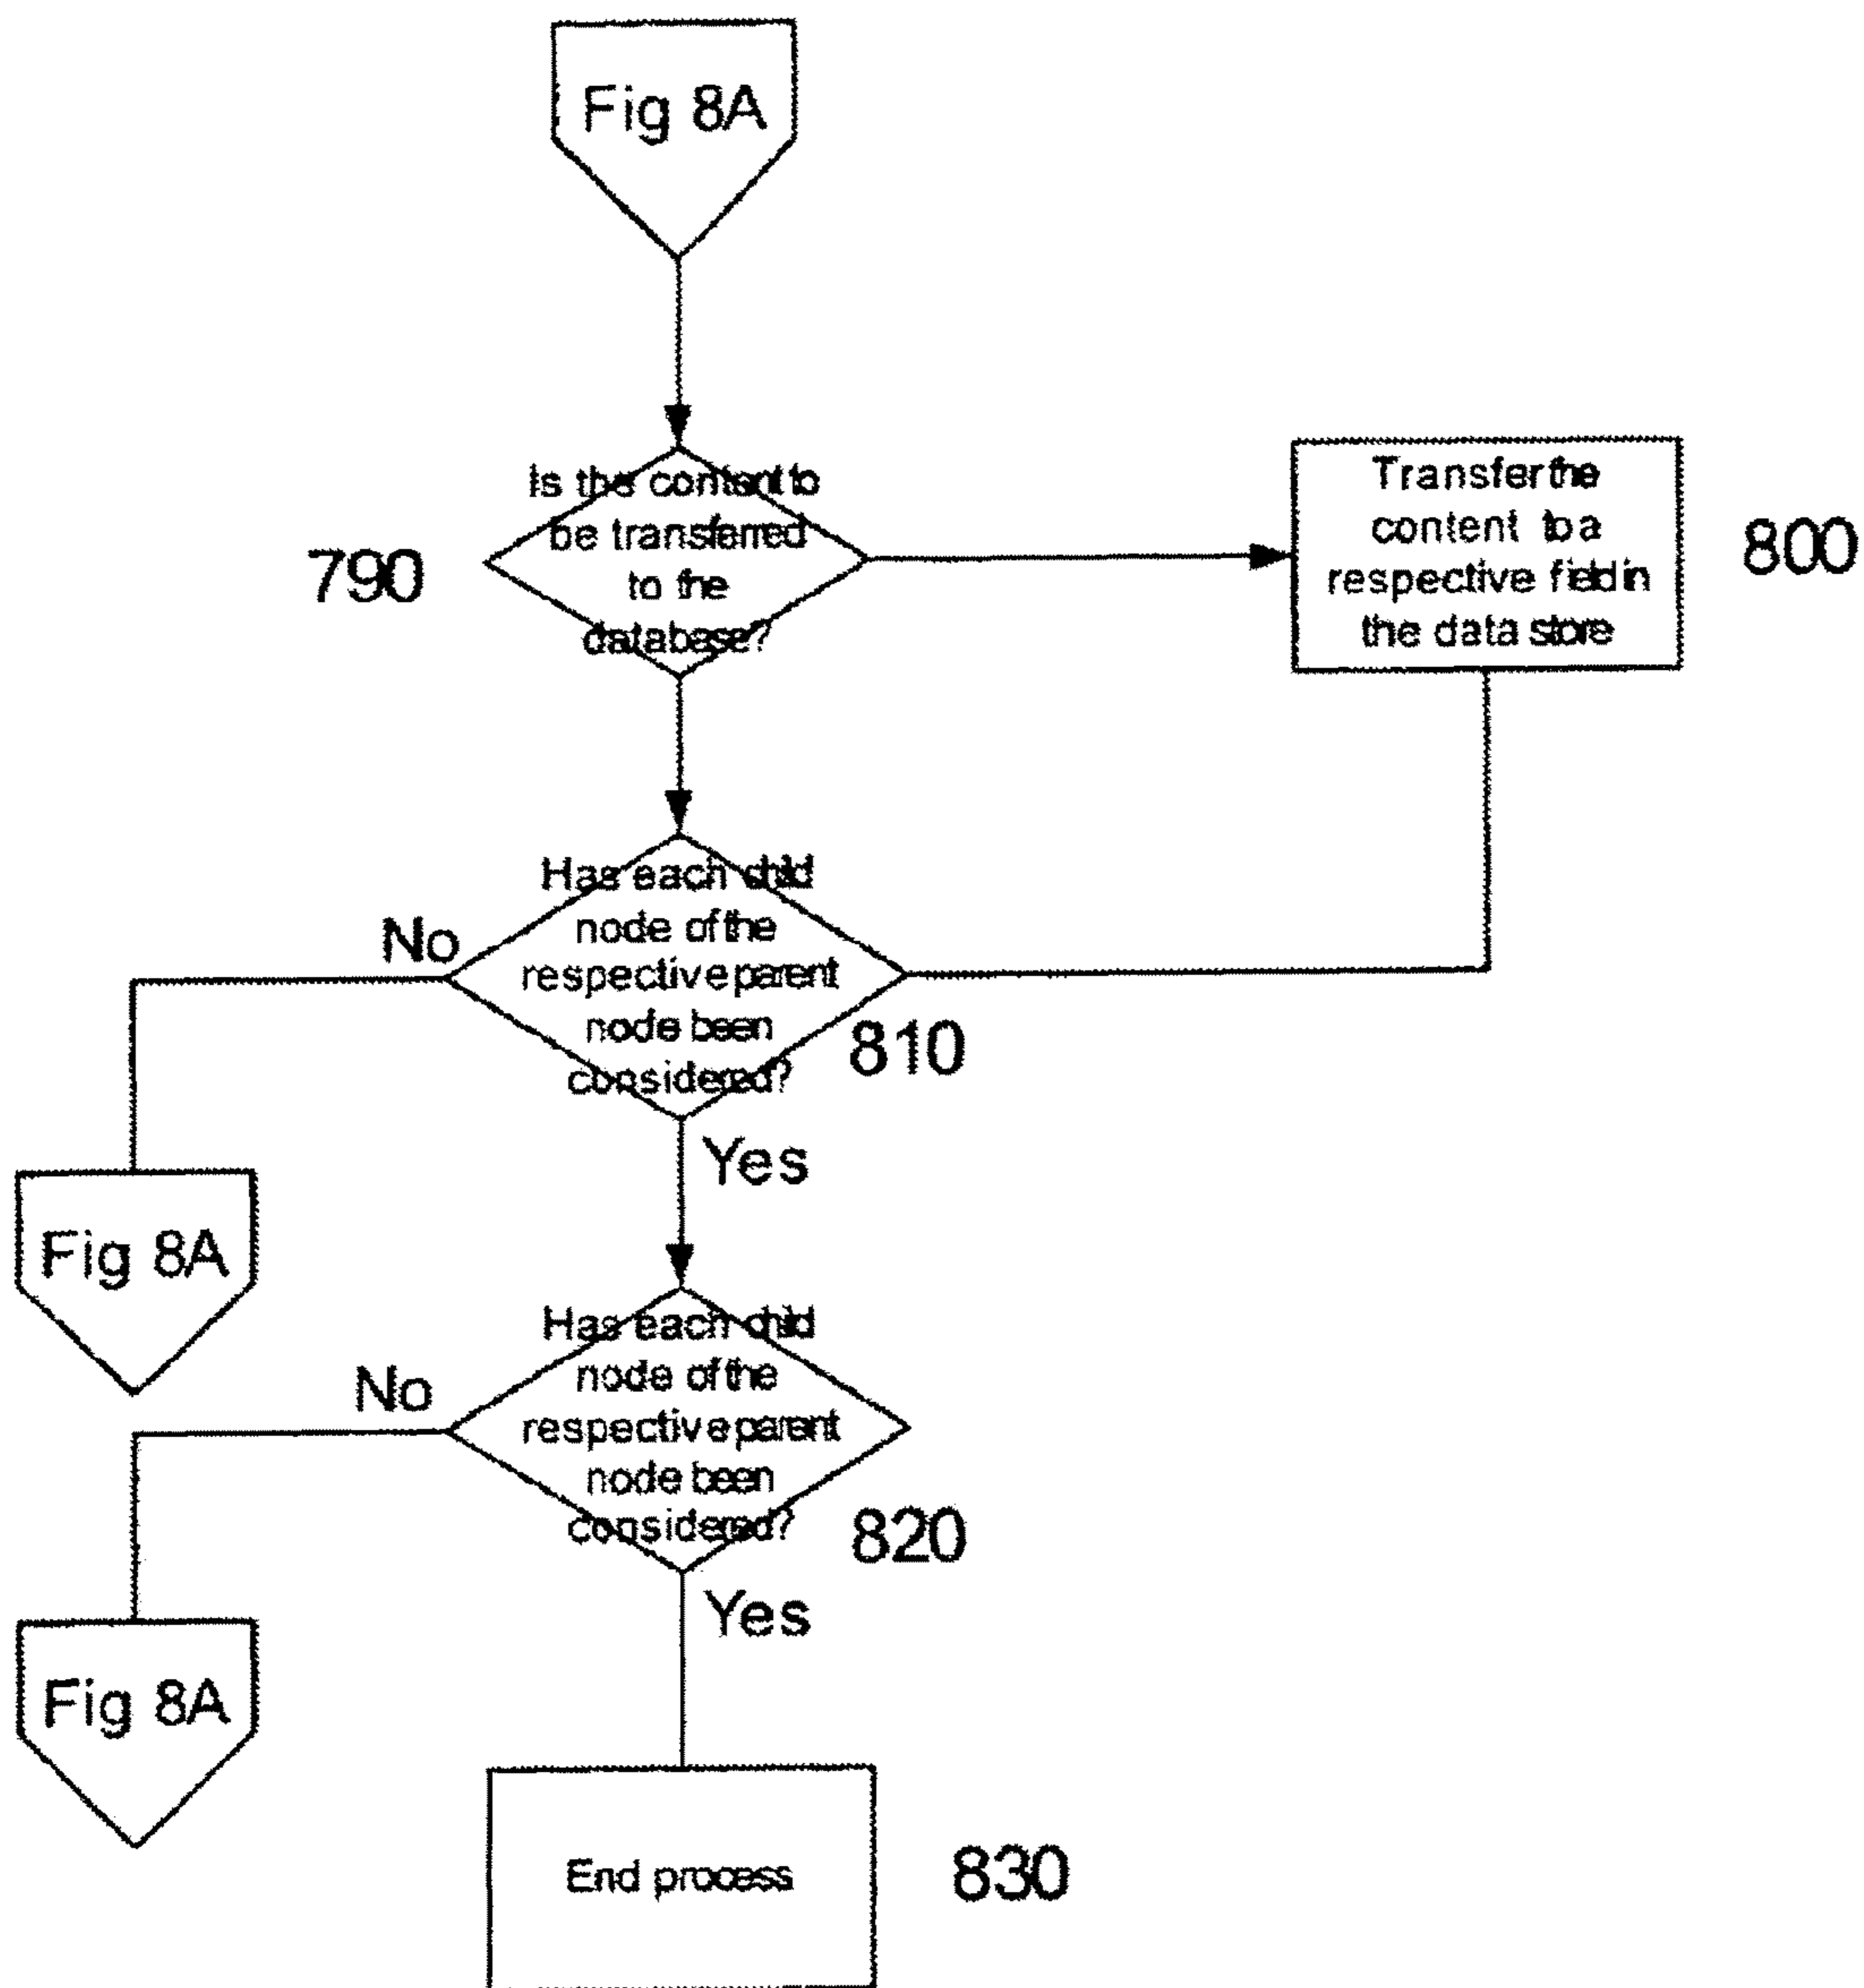 Fig 8A
Is the content to
be transferred
to the
database?
790
Transfer the
content to a
respective field in
the data store
800
Has each child
node of the
respective parent
node been
considered?
No
810
Yes
Fig 8A
Has each child
node of the
respective parent
node been
considered?
No
820
Yes
Fig 8A
End process
830